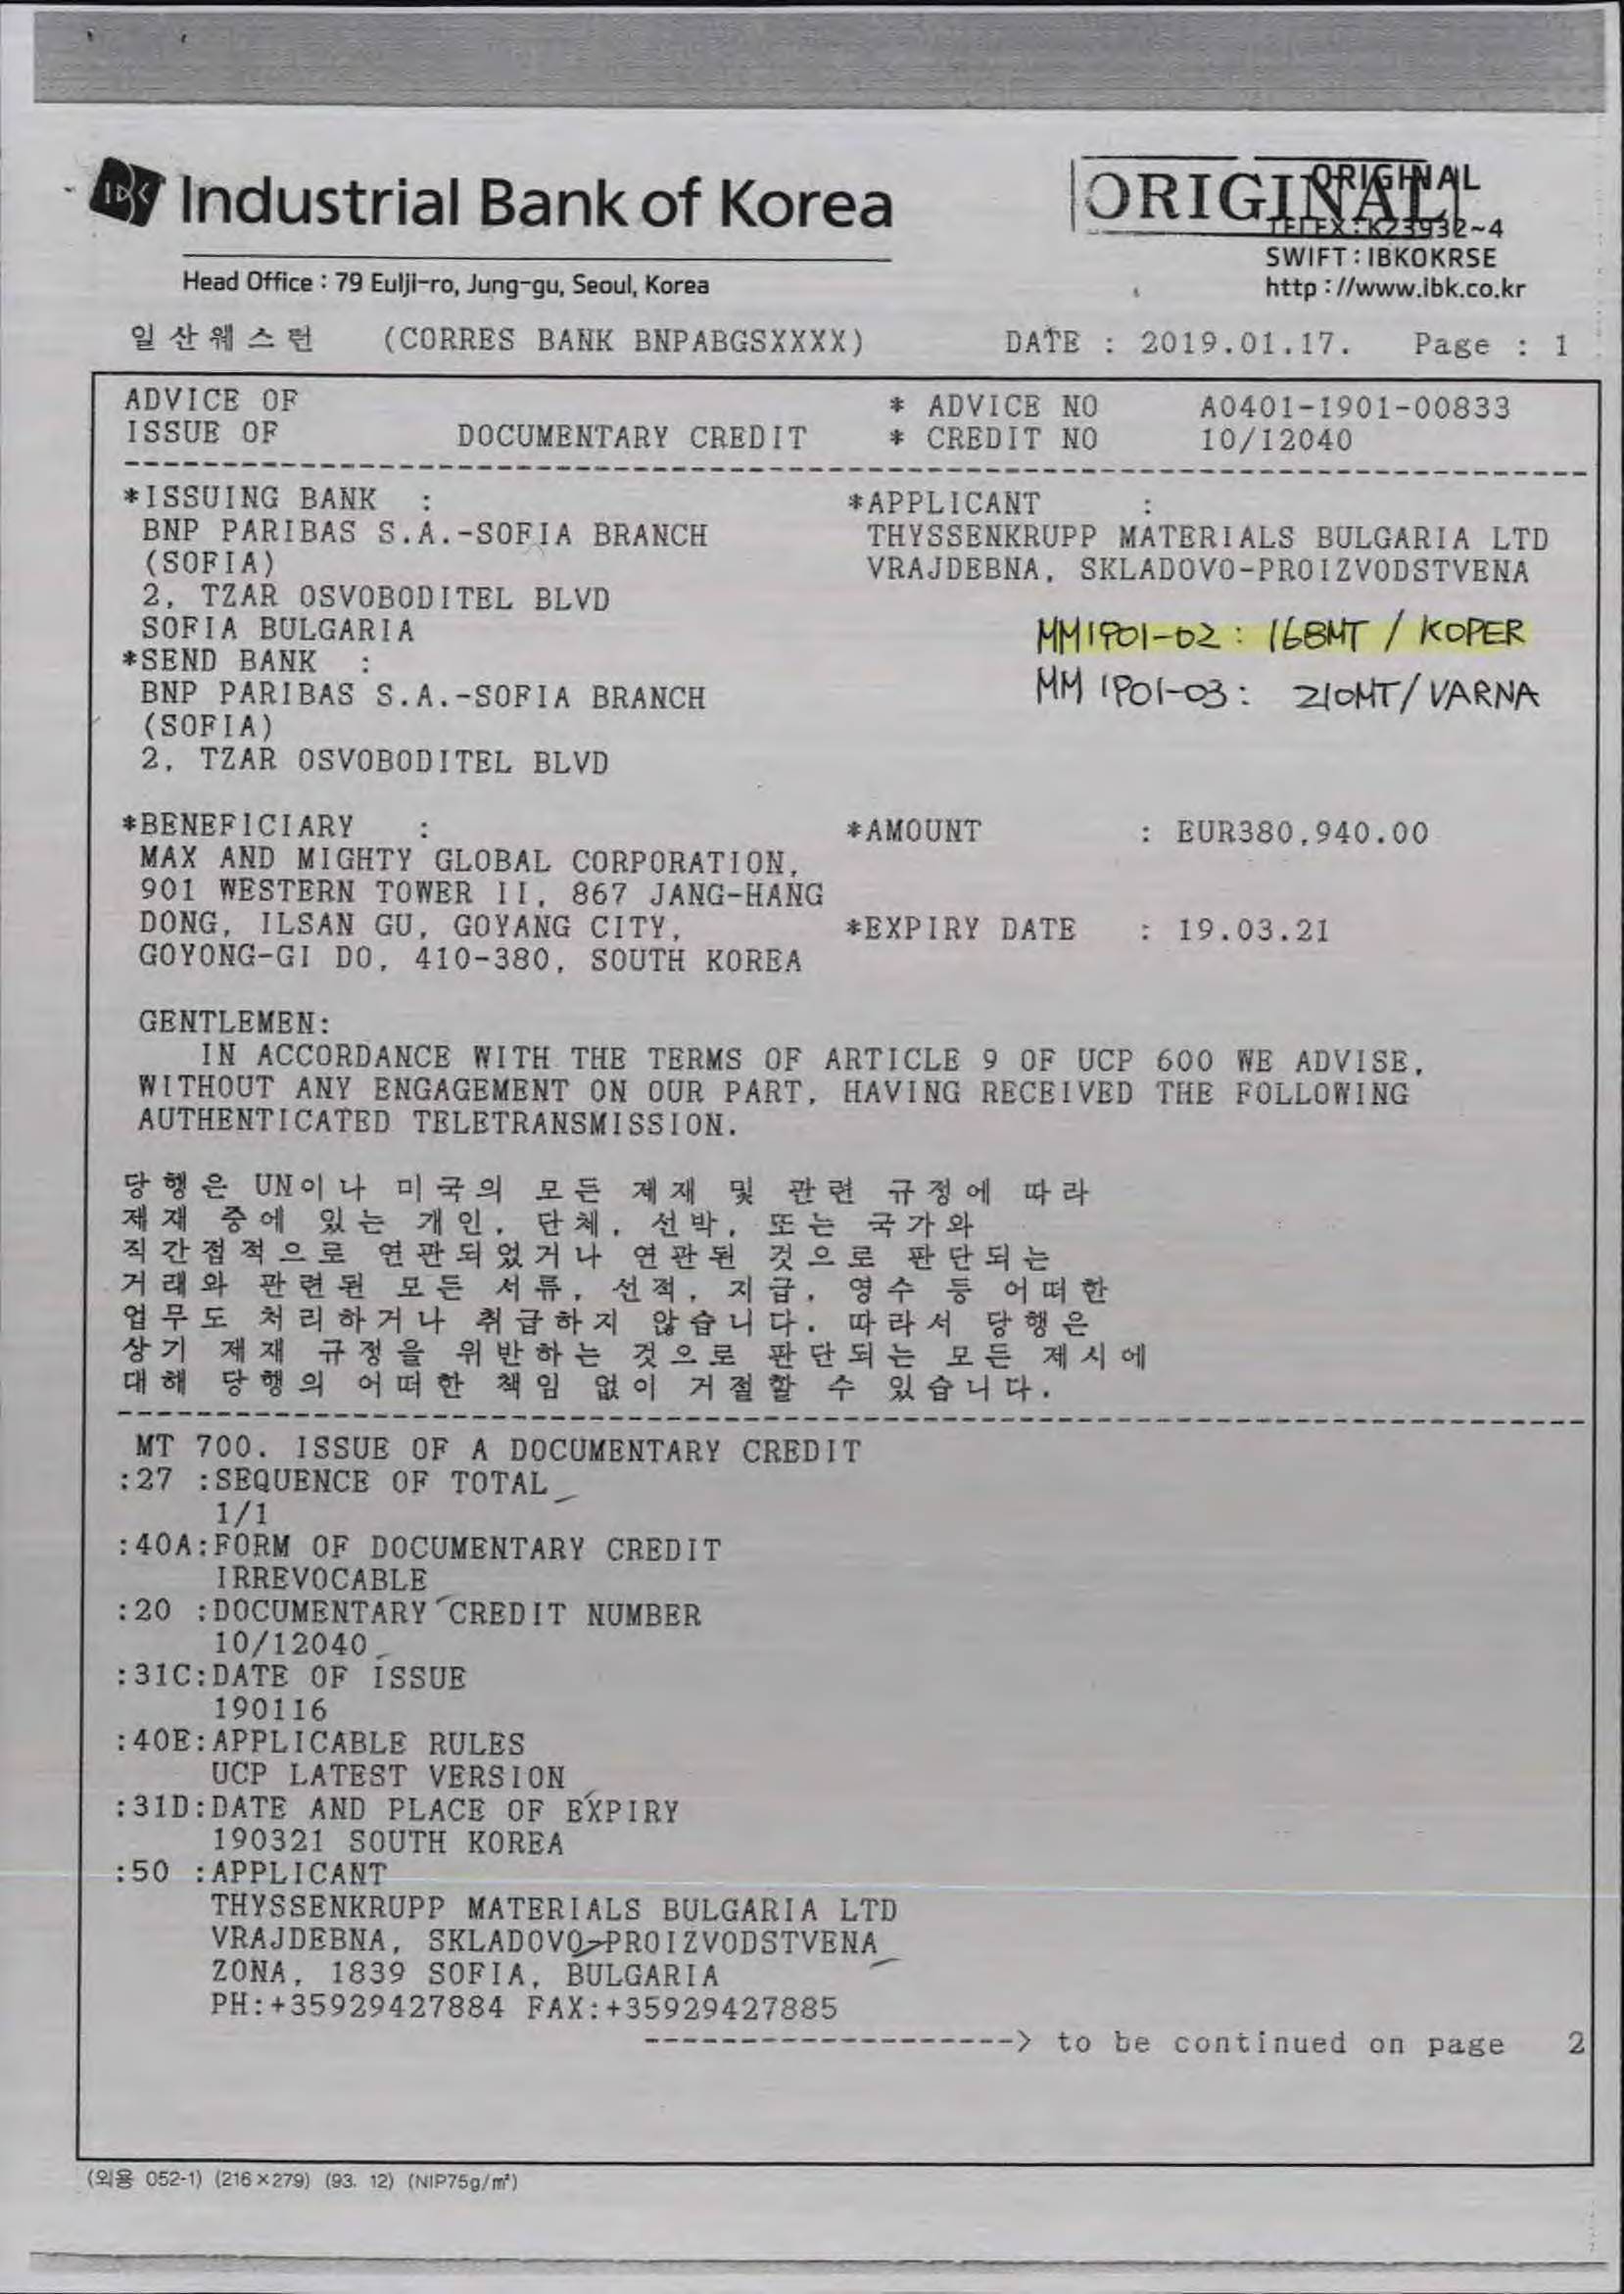 IBK Industrial Bank of Korea
ORIGINAL
ORIGINAL
TELEX : K23932~4
SWIFT : IBKOKRSE
Head Office : 79 Eulji-ro, Jung-gu, Seoul, Korea
http : //www.ibk.co.kr
일산웨스턴 (CORRES BANK BNPABGSXXXX) DATE : 2019.01.17. Page : 1
ADVICE OF * ADVICE NO A0401-1901-00833
ISSUE OF DOCUMENTARY CREDIT * CREDIT NO 10/12040
*ISSUING BANK : *APPLICANT :
BNP PARIBAS S.A.-SOFIA BRANCH THYSSENKRUPP MATERIALS BULGARIA LTD
(SOFIA) VRAJDEBNA, SKLADOVO-PROIZVODSTVENA
2, TZAR OSVOBODITEL BLVD
SOFIA BULGARIA MM1901-02 : 168MT / KOPER
*SEND BANK :
BNP PARIBAS S.A.-SOFIA BRANCH MM 1901-03 : 210MT / VARNA
(SOFIA)
2, TZAR OSVOBODITEL BLVD
*BENEFICIARY : *AMOUNT : EUR380,940.00
MAX AND MIGHTY GLOBAL CORPORATION,
901 WESTERN TOWER II, 867 JANG-HANG
DONG, ILSAN GU, GOYANG CITY, *EXPIRY DATE : 19.03.21
GOYONG-GI DO, 410-380, SOUTH KOREA
GENTLEMEN:
IN ACCORDANCE WITH THE TERMS OF ARTICLE 9 OF UCP 600 WE ADVISE,
WITHOUT ANY ENGAGEMENT ON OUR PART, HAVING RECEIVED THE FOLLOWING
AUTHENTICATED TELETRANSMISSION.
당행은 UN이나 미국의 모든 제재 및 관련 규정에 따라
제재 중에 있는 개인, 단체, 선박, 또는 국가와
직간접적으로 연관되었거나 연관된 것으로 판단되는
거래와 관련된 모든 서류, 선적, 지급, 영수 등 어떠한
업무도 처리하거나 취급하지 않습니다. 따라서 당행은
상기 제재 규정을 위반하는 것으로 판단되는 모든 제시에
대해 당행의 어떠한 책임 없이 거절할 수 있습니다.
MT 700. ISSUE OF A DOCUMENTARY CREDIT
:27 :SEQUENCE OF TOTAL
1/1
:40A:FORM OF DOCUMENTARY CREDIT
IRREVOCABLE
:20 :DOCUMENTARY CREDIT NUMBER
10/12040
:31C:DATE OF ISSUE
190116
:40E:APPLICABLE RULES
UCP LATEST VERSION
:31D:DATE AND PLACE OF EXPIRY
190321 SOUTH KOREA
:50 :APPLICANT
THYSSENKRUPP MATERIALS BULGARIA LTD
VRAJDEBNA, SKLADOVO-PROIZVODSTVENA
ZONA, 1839 SOFIA, BULGARIA
PH:+35929427884 FAX:+35929427885
-------------------> to be continued on page 2
(외용 052-1) (216×279) (93. 12) (NIP75g/㎡)